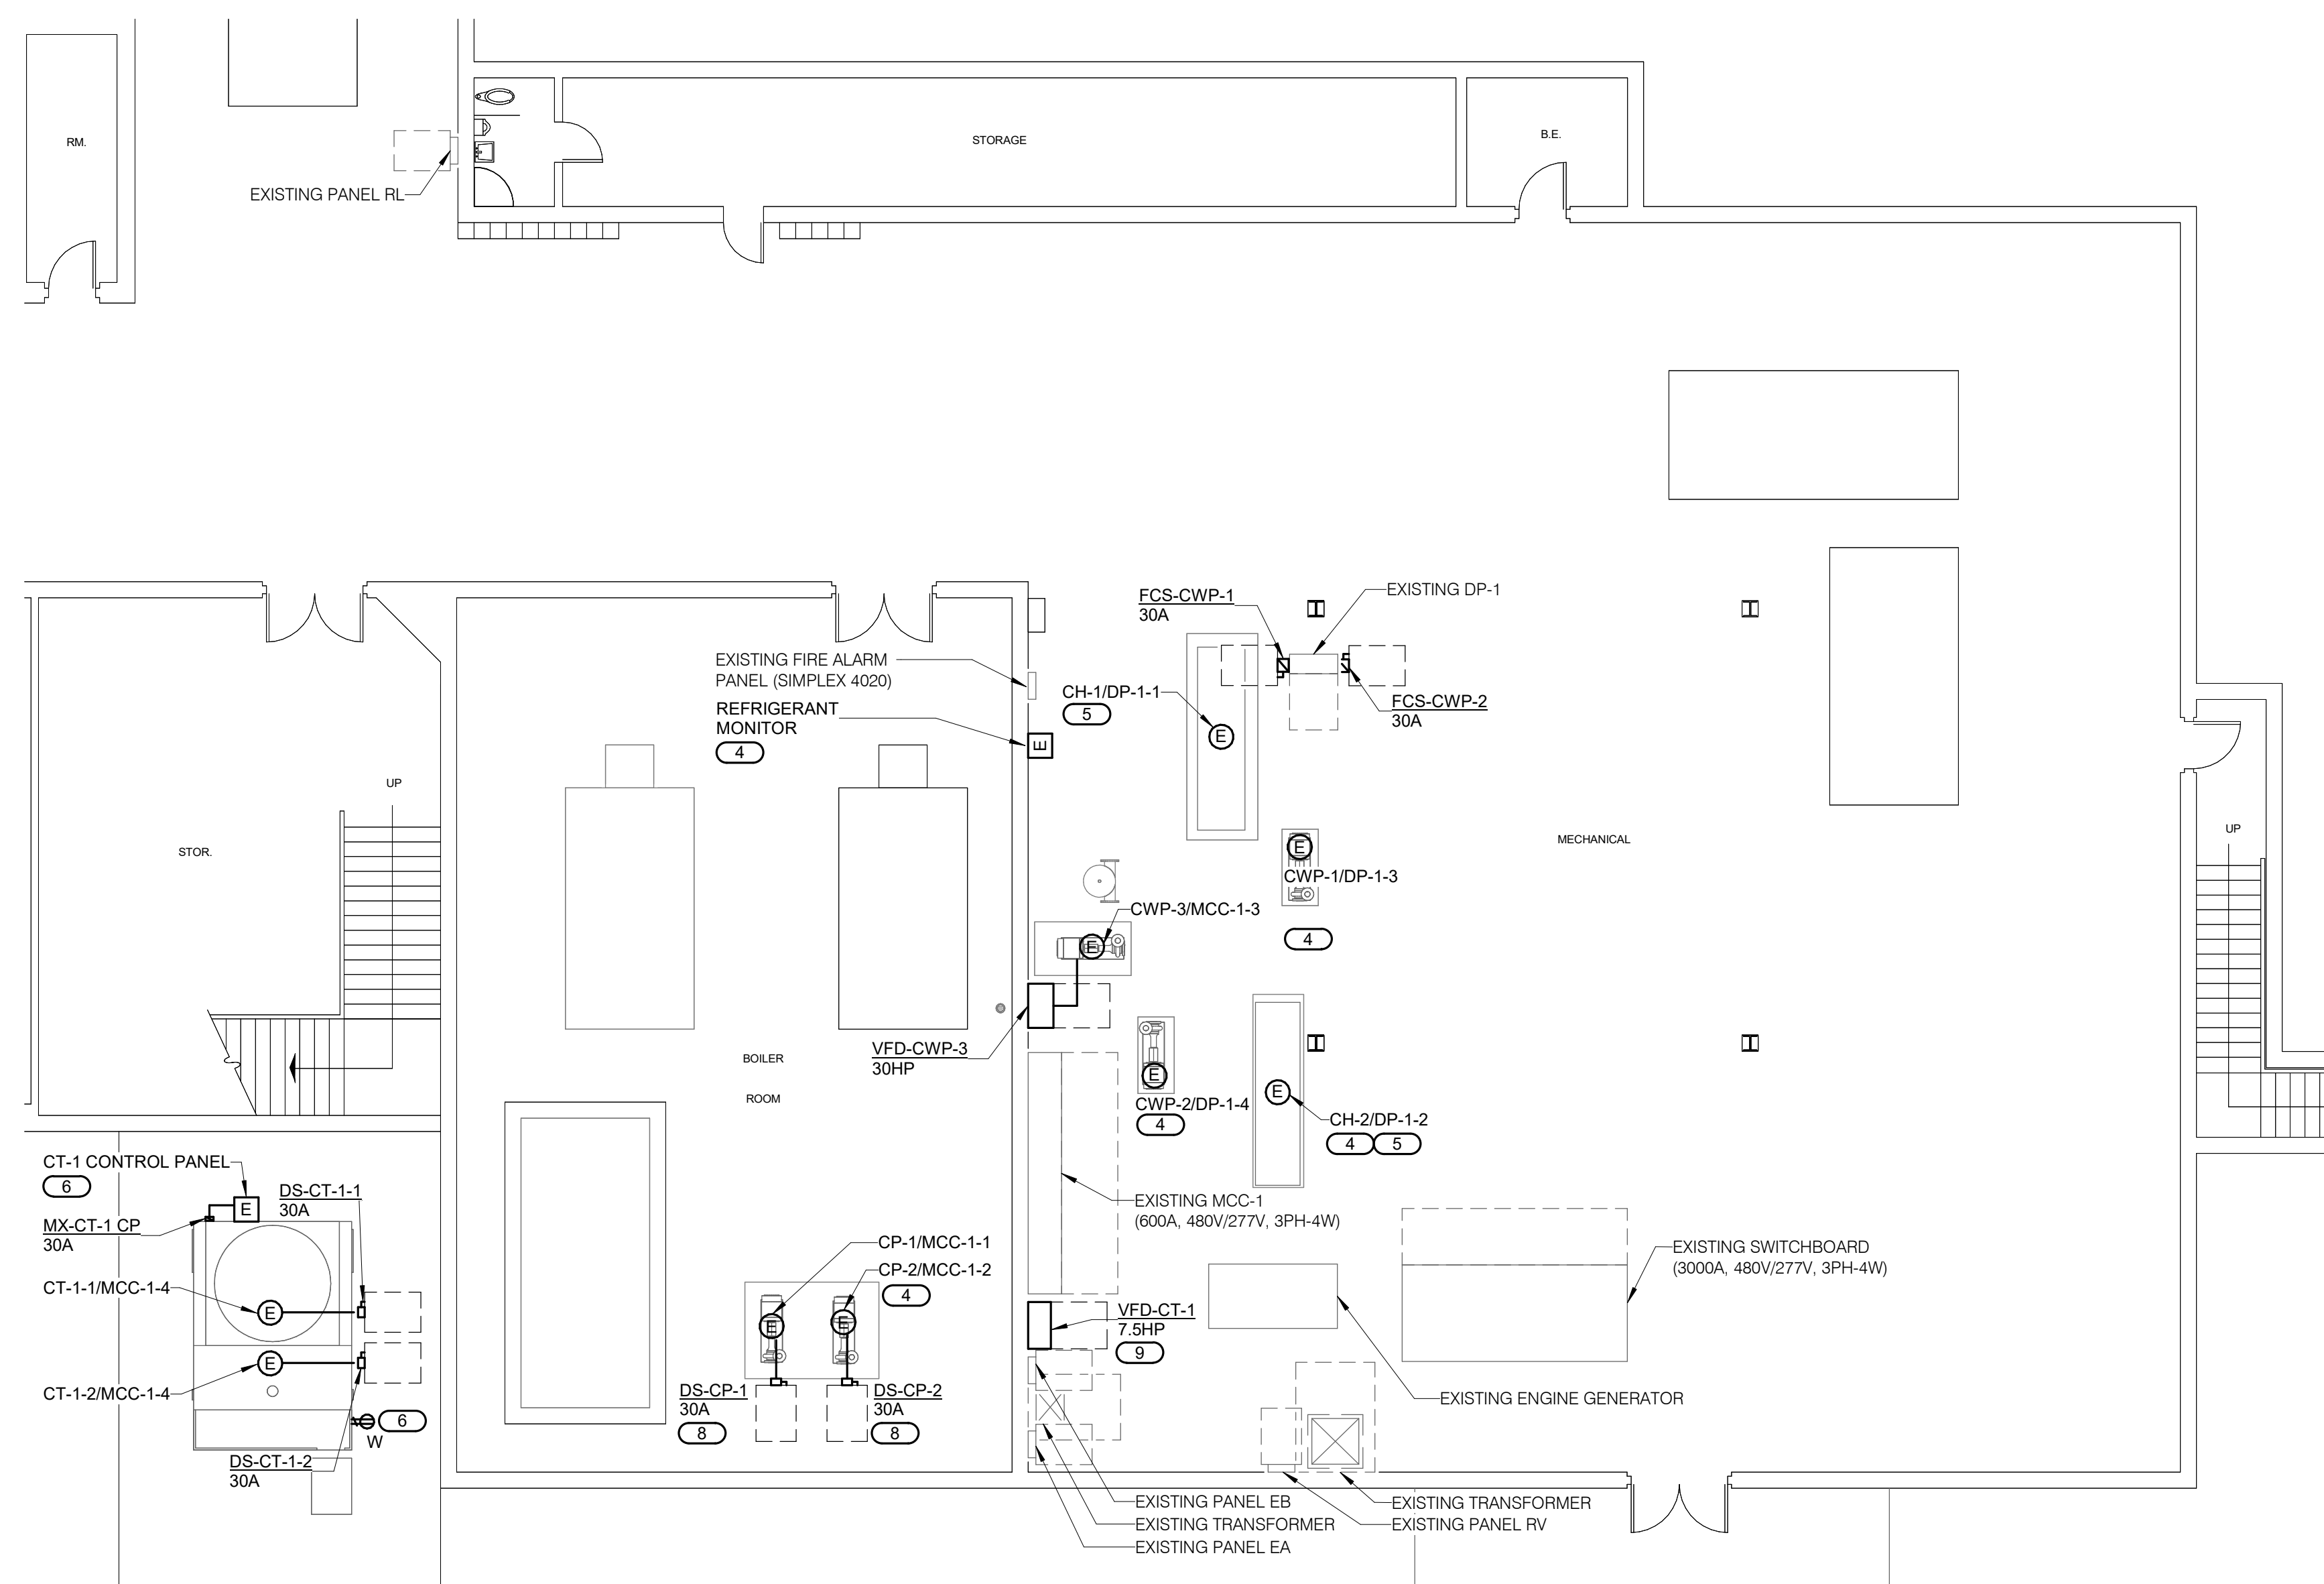 RM.
STORAGE
B.E.
EXISTING PANEL RL
FCS-CWP-1
30A
EXISTING DP-1
EXISTING FIRE ALARM
PANEL (SIMPLEX 4020)
REFRIGERANT
MONITOR
4
E
CH-1/DP-1-1
5
E
FCS-CWP-2
30A
UP
STOR.
MECHANICAL
UP
E
CWP-1/DP-1-3
4
CWP-3/MCC-1-3
E
VFD-CWP-3
30HP
BOILER
ROOM
E
CWP-2/DP-1-4
4
E
CH-2/DP-1-2
4
5
CT-1 CONTROL PANEL
6
E
DS-CT-1-1
30A
MX-CT-1 CP
30A
CT-1-1/MCC-1-4
E
CT-1-2/MCC-1-4
E
6
W
DS-CT-1-2
30A
EXISTING MCC-1
(600A, 480V/277V, 3PH-4W)
CP-1/MCC-1-1
CP-2/MCC-1-2
4
E
E
DS-CP-1
30A
8
DS-CP-2
30A
8
VFD-CT-1
7.5HP
9
EXISTING SWITCHBOARD
(3000A, 480V/277V, 3PH-4W)
EXISTING ENGINE GENERATOR
EXISTING PANEL EB
EXISTING TRANSFORMER
EXISTING PANEL EA
EXISTING TRANSFORMER
EXISTING PANEL RV